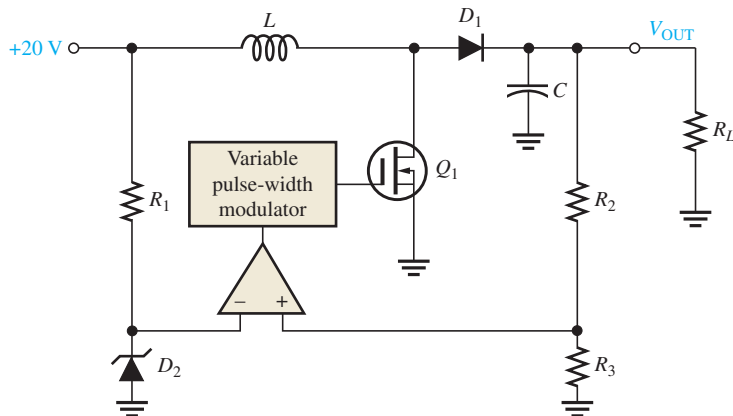 L
D1
+20 V
VOUT
C
RL
Variable
pulse-width
modulator
Q1
R1
R2
– +
D2
R3